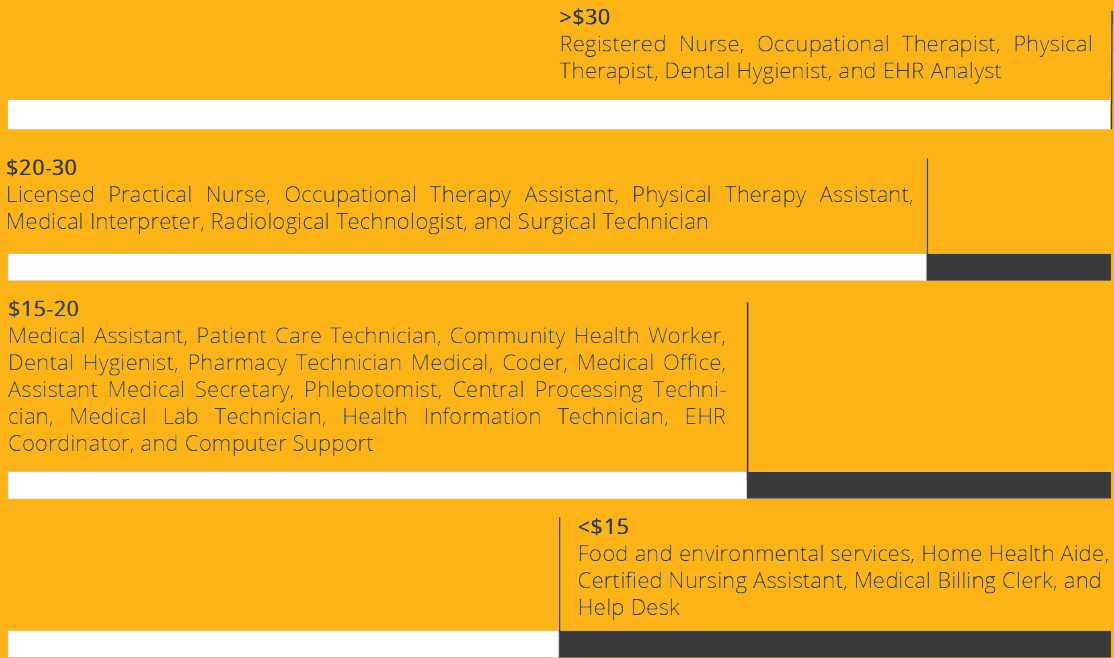 >$30
Registered Nurse, Occupational Therapist, Physical
Therapist, Dental Hygienist, and EHR Analyst
$20-30
Licensed Practical Nurse, Occupational Therapy Assistant, Physical Therapy Assistant,
Medical Interpreter, Radiological Technologist, and Surgical Technician
$15-20
Medical Assistant, Patient Care Technician, Community Health Worker,
Dental Hygienist, Pharmacy Technician Medical, Coder, Medical Office,
Assistant Medical Secretary, Phlebotomist, Central Processing Techni-
cian, Medical Lab Technician, Health Information Technician, EHR
Coordinator, and Computer Support
<$15
Food and environmental services, Home Health Aide,
Certified Nursing Assistant, Medical Billing Clerk, and
Help Desk